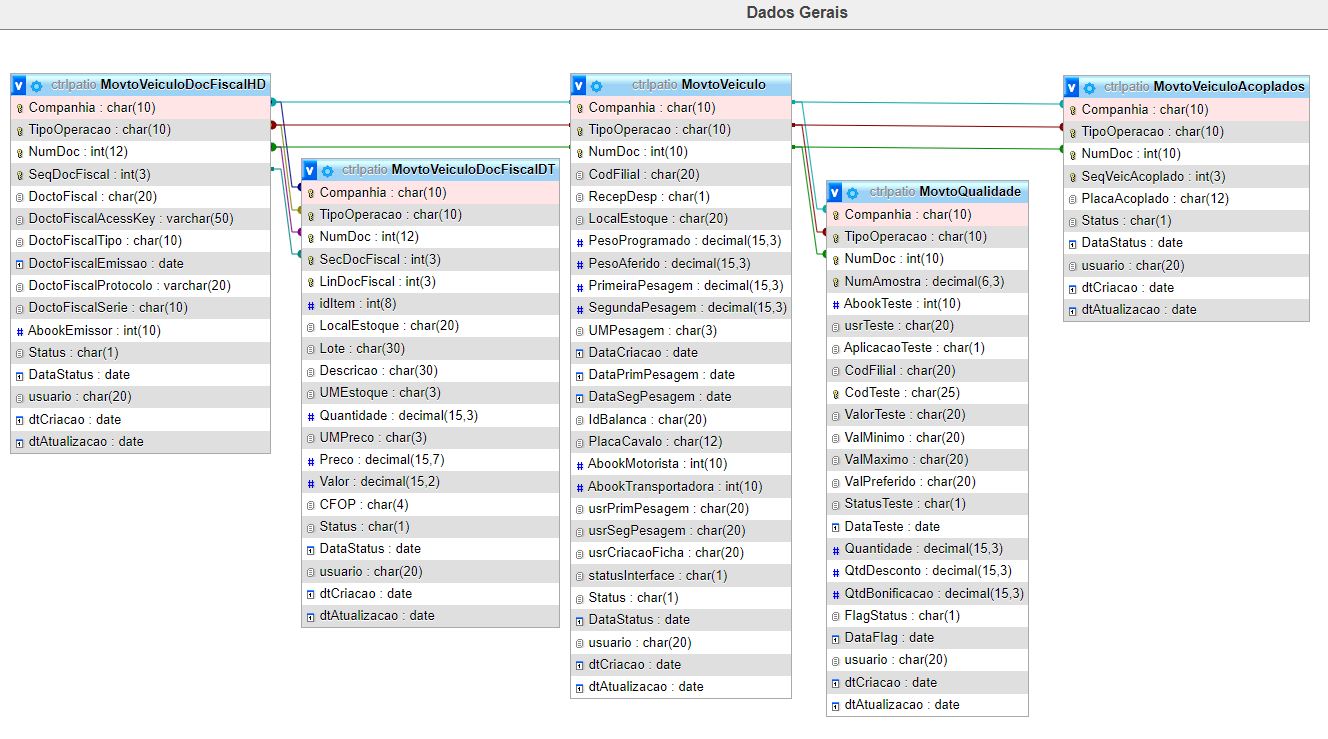 Dados Gerais
v ctrlpatio MovtoVeiculoDocFiscalHD
Companhia : char(10)
TipoOperacao : char(10)
NumDoc : int(12)
SeqDocFiscal : int(3)
DoctoFiscal : char(20)
DoctoFiscalAcessKey : varchar(50)
DoctoFiscalTipo : char(10)
DoctoFiscalEmissao : date
DoctoFiscalProtocolo : varchar(20)
DoctoFiscalSerie : char(10)
# AbookEmissor : int(10)
Status : char(1)
DataStatus : date
usuario : char(20)
dtCriacao : date
dtAtualizacao : date
v ctrlpatio MovtoVeiculoDocFiscalDT
Companhia : char(10)
TipoOperacao : char(10)
NumDoc : int(12)
SecDocFiscal : int(3)
LinDocFiscal : int(3)
# idItem : int(8)
LocalEstoque : char(20)
Lote : char(30)
Descricao : char(30)
UMEstoque : char(3)
# Quantidade : decimal(15,3)
UMPreco : char(3)
# Preco : decimal(15,7)
# Valor : decimal(15,2)
CFOP : char(4)
Status : char(1)
DataStatus : date
usuario : char(20)
dtCriacao : date
dtAtualizacao : date
v ctrlpatio MovtoVeiculo
Companhia : char(10)
TipoOperacao : char(10)
NumDoc : int(10)
CodFilial : char(20)
RecepDesp : char(1)
LocalEstoque : char(20)
# PesoProgramado : decimal(15,3)
# PesoAferido : decimal(15,3)
# PrimeiraPesagem : decimal(15,3)
# SegundaPesagem : decimal(15,3)
UMPesagem : char(3)
DataCriacao : date
DataPrimPesagem : date
DataSegPesagem : date
IdBalanca : char(20)
PlacaCavalo : char(12)
# AbookMotorista : int(10)
# AbookTransportadora : int(10)
usrPrimPesagem : char(20)
usrSegPesagem : char(20)
usrCriacaoFicha : char(20)
statusInterface : char(1)
Status : char(1)
DataStatus : date
usuario : char(20)
dtCriacao : date
dtAtualizacao : date
v ctrlpatio MovtoQualidade
Companhia : char(10)
TipoOperacao : char(10)
NumDoc : int(10)
NumAmostra : decimal(6,3)
# AbookTeste : int(10)
usrTeste : char(20)
AplicacaoTeste : char(1)
CodFilial : char(20)
CodTeste : char(25)
ValorTeste : char(20)
ValMinimo : char(20)
ValMaximo : char(20)
ValPreferido : char(20)
StatusTeste : char(1)
DataTeste : date
# Quantidade : decimal(15,3)
# QtdDesconto : decimal(15,3)
# QtdBonificacao : decimal(15,3)
FlagStatus : char(1)
DataFlag : date
usuario : char(20)
dtCriacao : date
dtAtualizacao : date
v ctrlpatio MovtoVeiculoAcoplados
Companhia : char(10)
TipoOperacao : char(10)
NumDoc : int(10)
SeqVeicAcoplado : int(3)
PlacaAcoplado : char(12)
Status : char(1)
DataStatus : date
usuario : char(20)
dtCriacao : date
dtAtualizacao : date